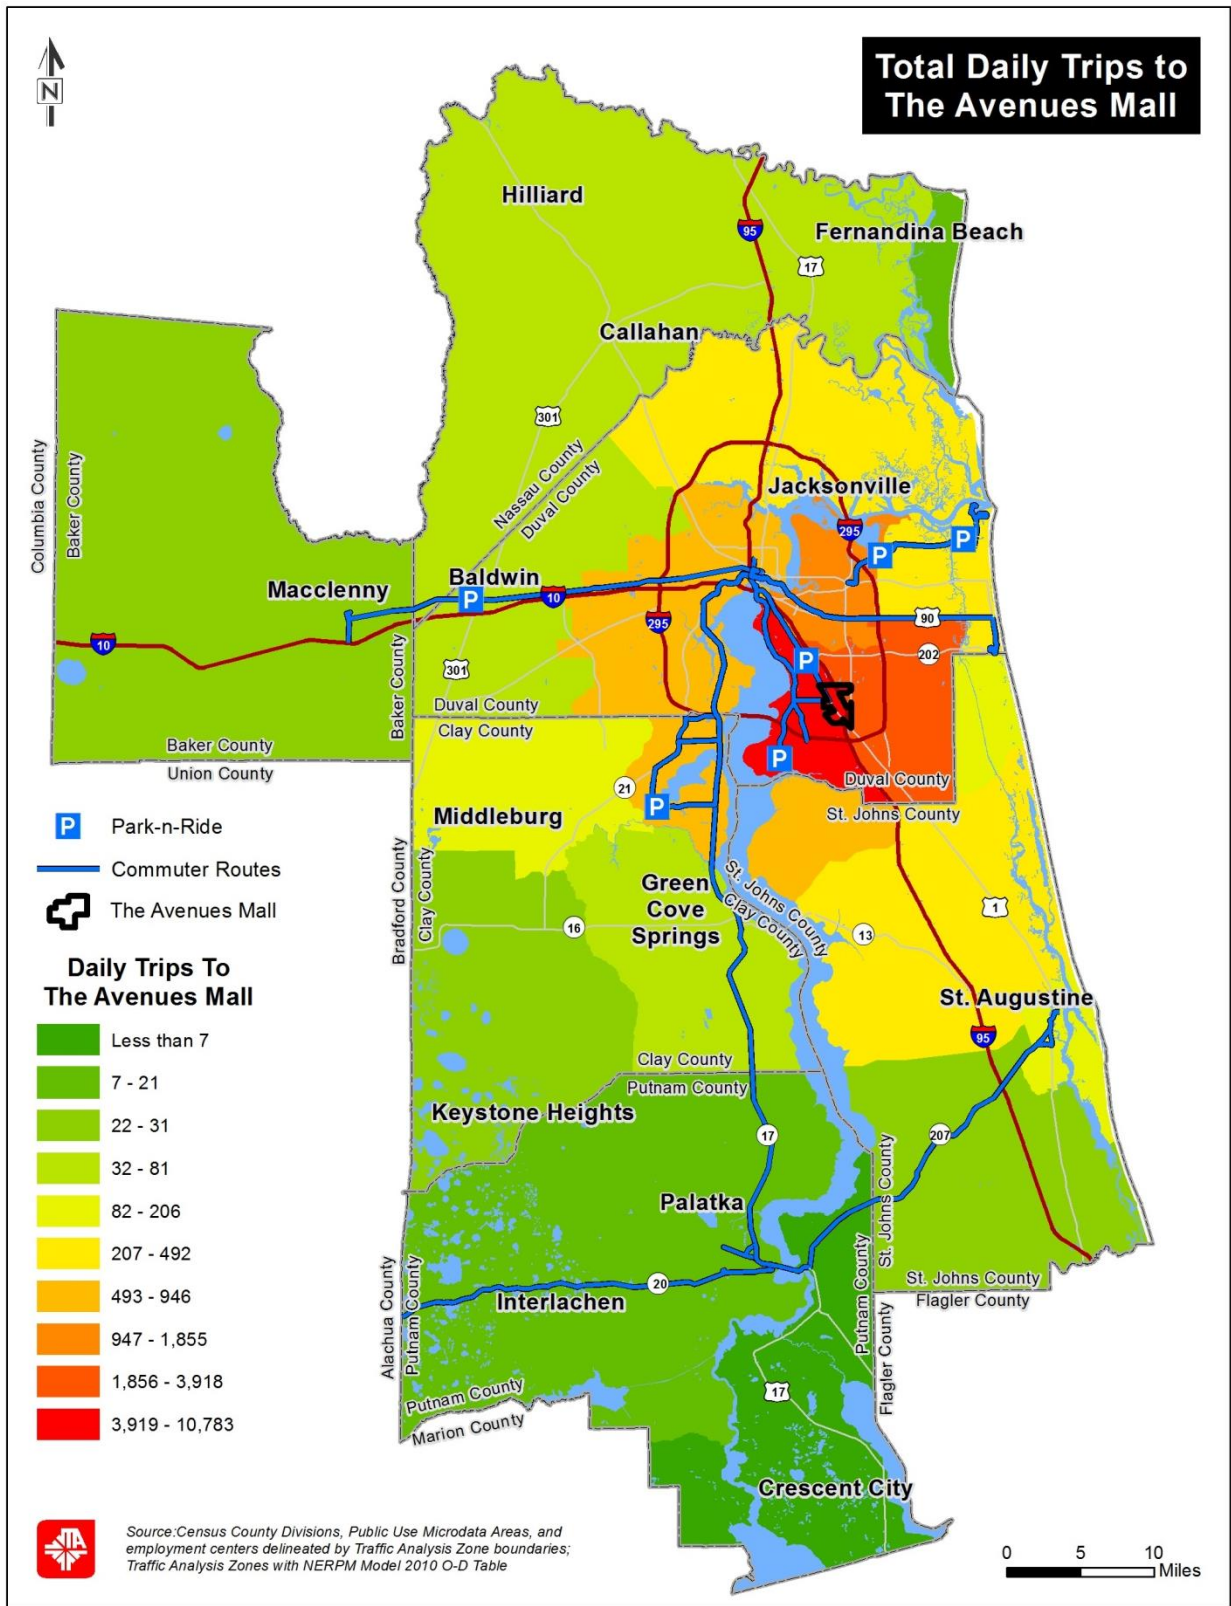 Total Daily Trips to
The Avenues Mall
N
Hilliard
95
Fernandina Beach
17
Callahan
301
Columbia County
Baker County
Nassau County
Duval County
Jacksonville
295
P
P
Macclenny
Baldwin
P
10
10
295
90
301
P
202
Baker County
Duval County
Clay County
Baker County
Union County
P
Duval County
St. Johns County
21
P
Middleburg
P Park-n-Ride
Commuter Routes
The Avenues Mall
Bradford County
Clay County
Green
Cove
Springs
St. Johns County
Clay County
1
16
13
St. Augustine
95
Daily Trips To
The Avenues Mall
Less than 7
7 - 21
22 - 31
32 - 81
82 - 206
207 - 492
493 - 946
947 - 1,855
1,856 - 3,918
3,919 - 10,783
Clay County
Putnam County
Keystone Heights
17
207
Palatka
St. Johns County
Putnam County
20
Interlachen
St. Johns County
Flagler County
Alachua County
Putnam County
Flagler County
Putnam County
Marion County
17
Crescent City
JTA
Source:Census County Divisions, Public Use Microdata Areas, and
employment centers delineated by Traffic Analysis Zone boundaries;
Traffic Analysis Zones with NERPM Model 2010 O-D Table
0 5 10
Miles